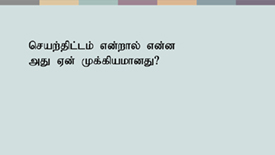 செயற்திட்டம் என்றால் என்ன
அது ஏன் முக்கியமானது?